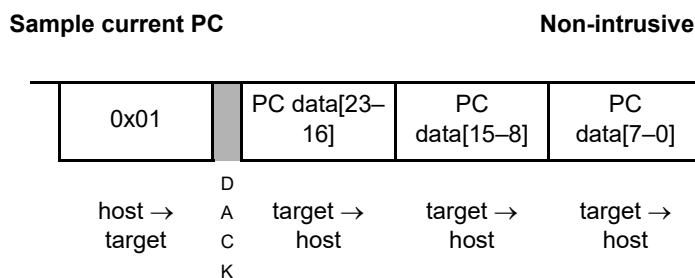 Sample current PC Non-intrusive
0x01 PC data[23– PC PC
16] data[15–8] data[7–0]
D
host → A target → target → target →
target C host host host
K